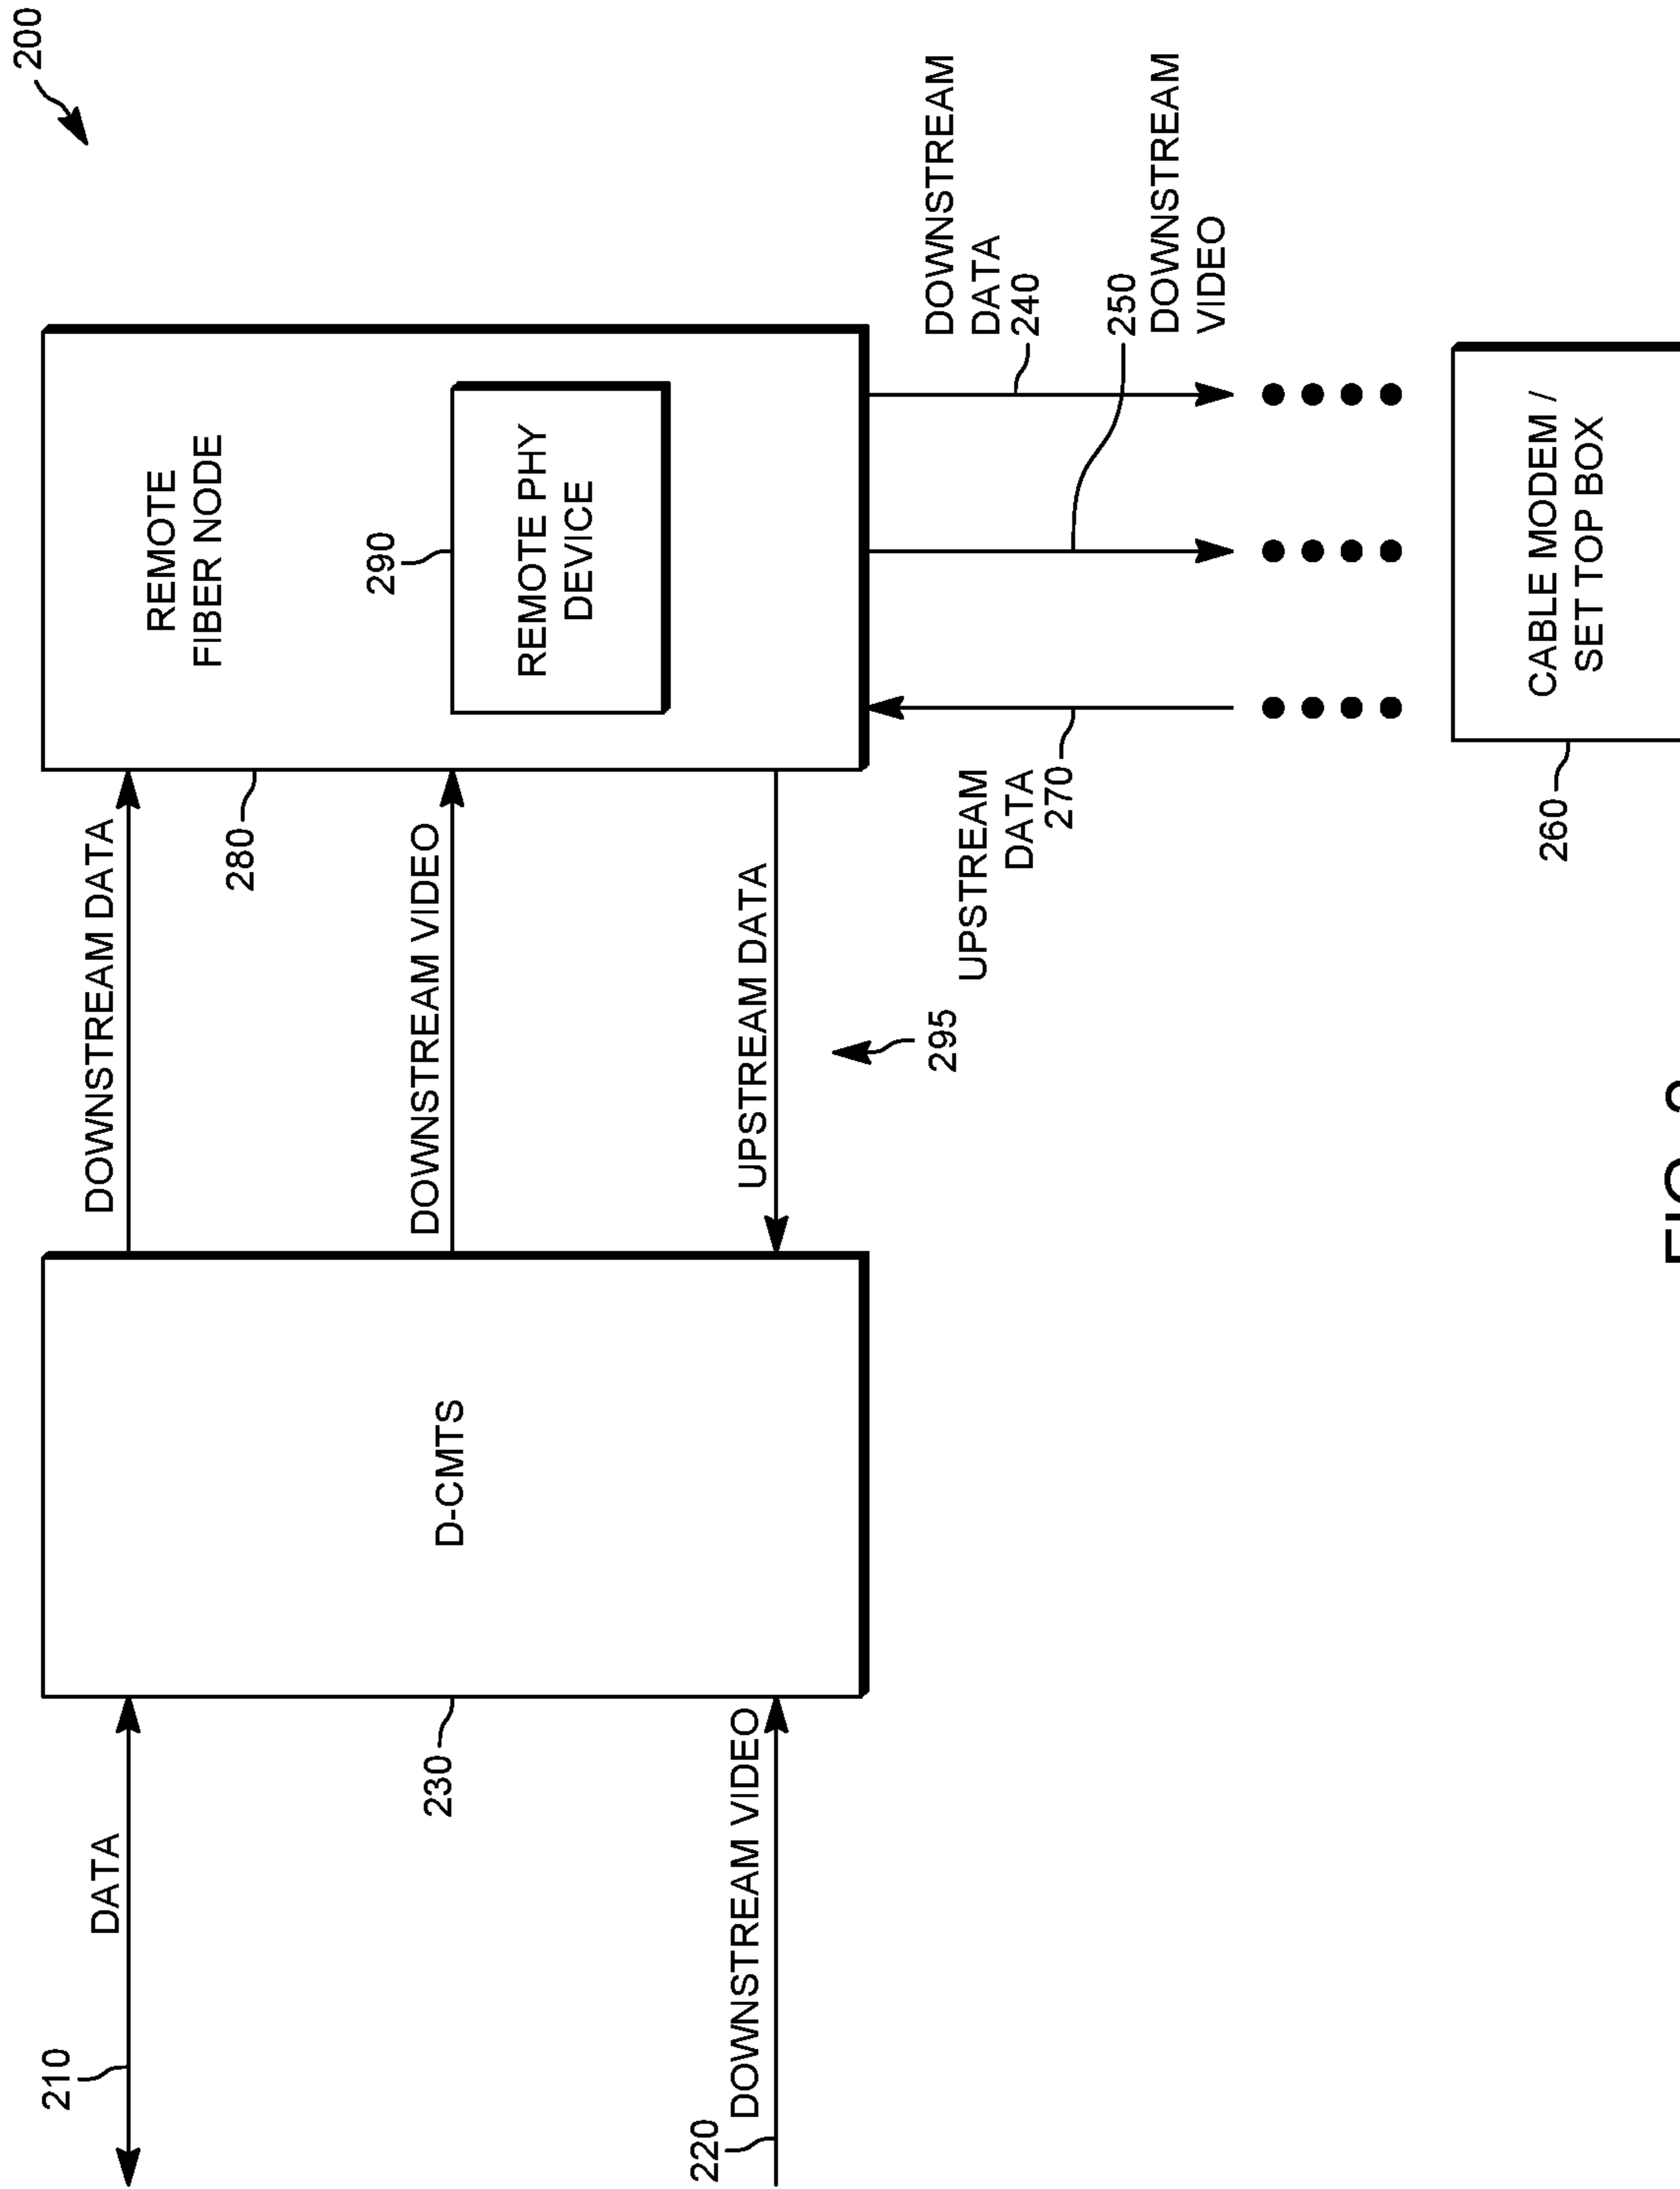 200
210
DATA
DOWNSTREAM DATA
REMOTE
FIBER NODE
280
290
230
D-CMTS
DOWNSTREAM VIDEO
REMOTE PHY
DEVICE
220
DOWNSTREAM VIDEO
UPSTREAM DATA
295
UPSTREAM
DATA
270
DOWNSTREAM
DATA
240
250
DOWNSTREAM
VIDEO
260
CABLE MODEM /
SET TOP BOX